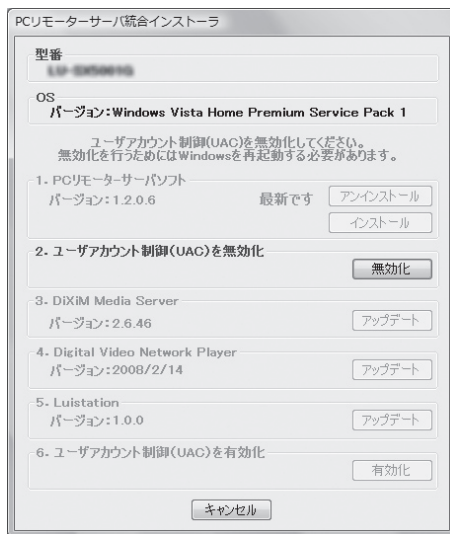 PCリモーターサーバ統合インストーラ
型番
OS
バージョン:Windows Vista Home Premium Service Pack 1
ユーザアカウント制御(UAC)を無効化してください。
無効化を行うためにはWindowsを再起動する必要があります。
1. PCリモーターサーバソフト
バージョン:1.2.0.6 最新です アンインストール
インストール
2. ユーザアカウント制御(UAC)を無効化
無効化
3. DiXiM Media Server
バージョン:2.6.46 アップデート
4. Digital Video Network Player
バージョン:2008/2/14 アップデート
5. Luistation
バージョン:1.0.0 アップデート
6. ユーザアカウント制御(UAC)を有効化
有効化
キャンセル